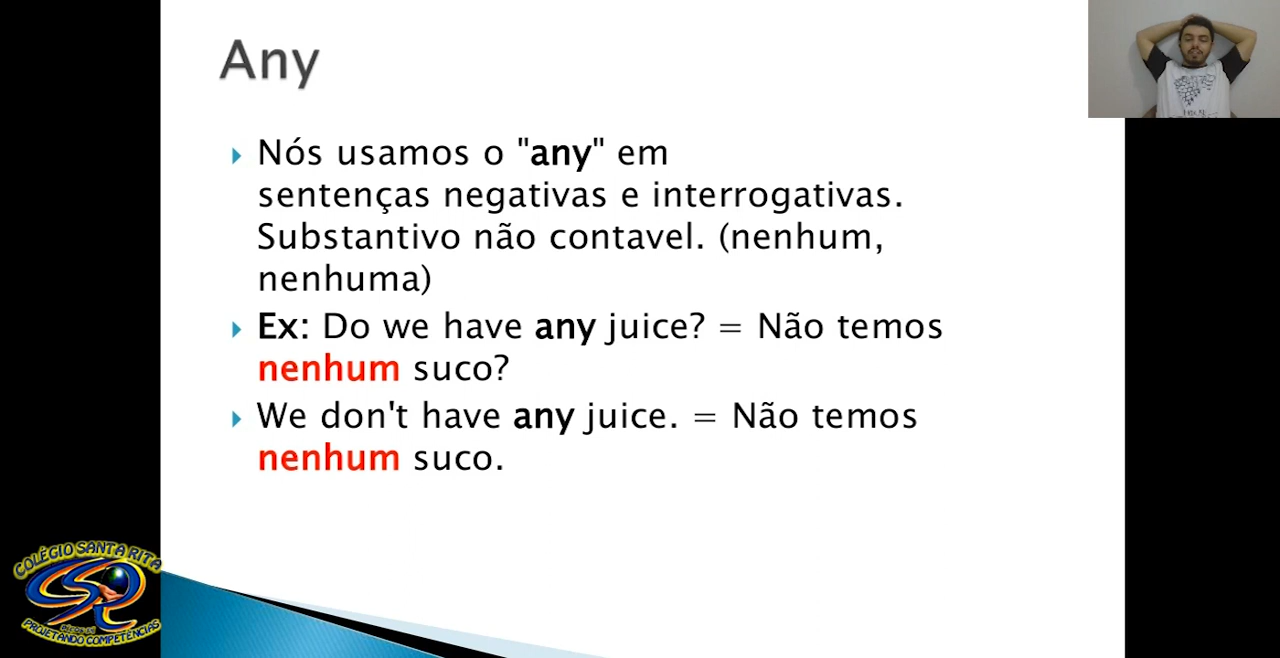 Any
Nós usamos o "any" em
sentenças negativas e interrogativas.
Substantivo não contavel. (nenhum,
nenhuma)
Ex: Do we have any juice? = Não temos
nenhum suco?
We don't have any juice. = Não temos
nenhum suco.
COLÉGIO SANTA RITA
PROJETANDO COMPETÊNCIAS